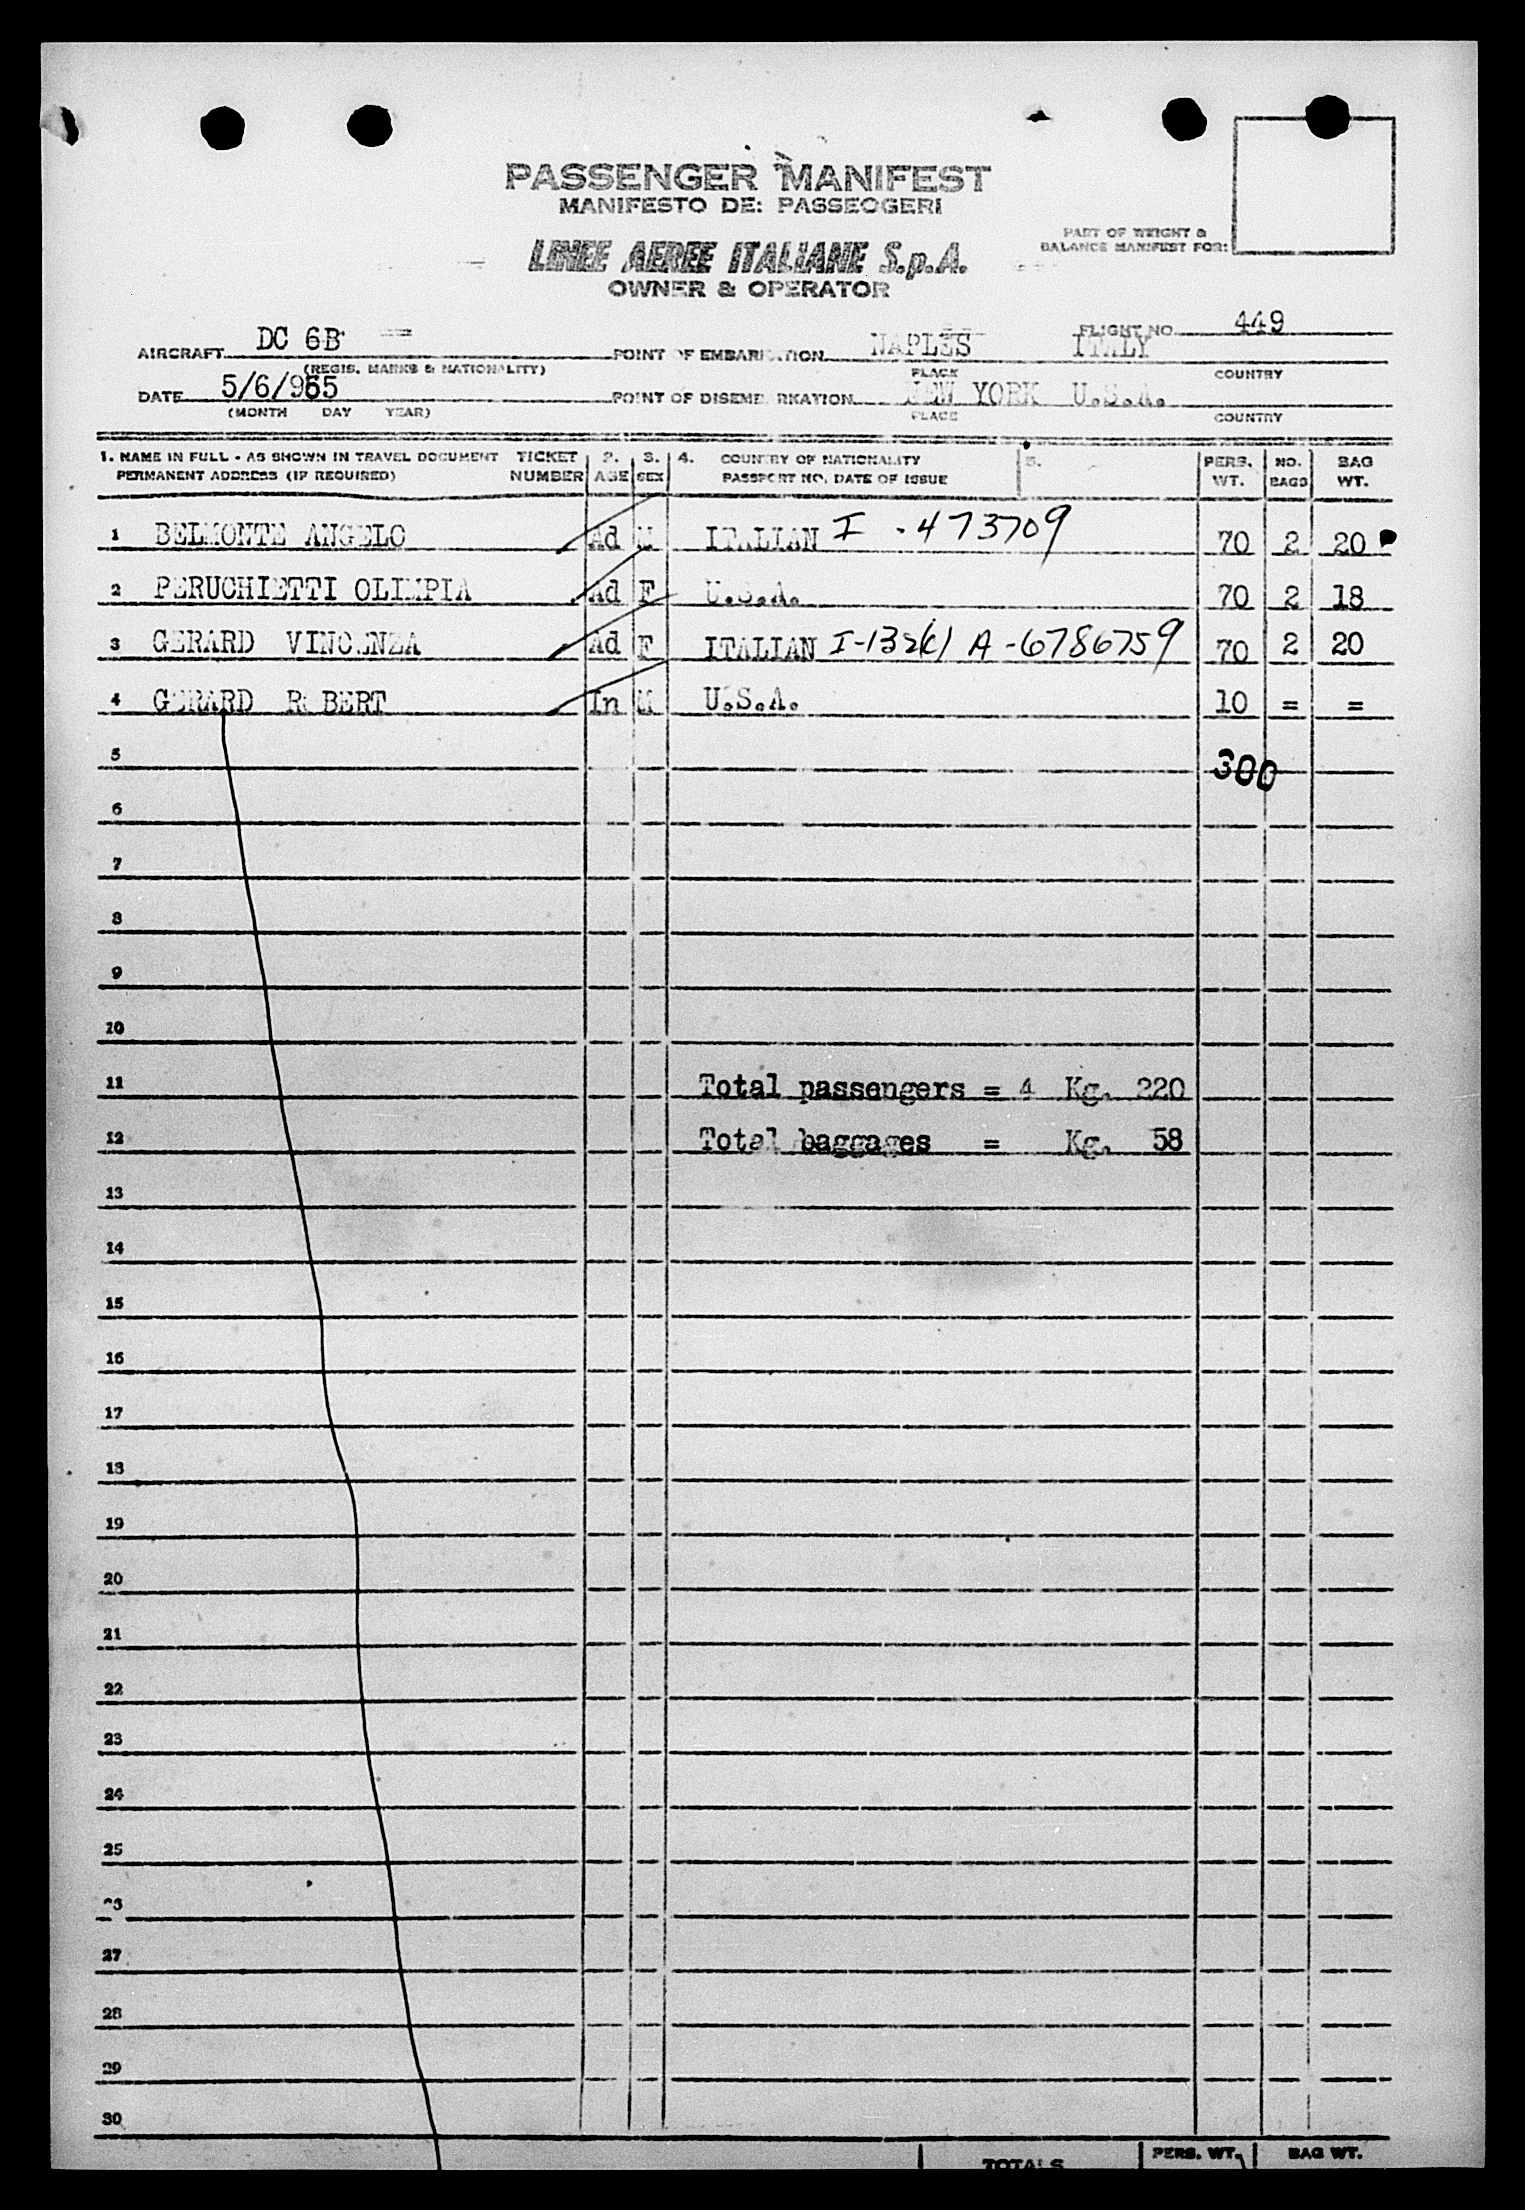 PASSENGER MANIFEST
MANIFESTO DE: PASSEGGERI
PART OF WEIGHT &
BALANCE MANIFEST FOR:
LINEE AEREE ITALIANE S.p.A.
OWNER & OPERATOR
FLIGHT NO. 449
AIRCRAFT DC 6B POINT OF EMBARKATION NAPLES ITALY
(REGIS. MARKS & NATIONALITY) PLACE COUNTRY
DATE 5/6/955 POINT OF DISEMBARKATION NEW YORK U.S.A.
(MONTH DAY YEAR) PLACE COUNTRY
1. NAME IN FULL - AS SHOWN IN TRAVEL DOCUMENT TICKET 2. 3. 4. COUNTRY OF NATIONALITY 5. PERS. NO. BAG
PERMANENT ADDRESS (IF REQUIRED) NUMBER AGE SEX PASSPORT NO. DATE OF ISSUE WT. BAGS WT.
1 BELMONTE ANGELO Ad M ITALIAN I - 473709 70 2 20
2 PERUCHIETTI OLIMPIA Ad F U.S.A. 70 2 18
3 GERARD VINCENZA Ad F ITALIAN I-132(c) A-6786759 70 2 20
4 GERARD ROBERT In M U.S.A. 10 = =
5 300
6
7
8
9
10
11 Total passengers = 4 Kg. 220
12 Total baggages = Kg. 58
13
14
15
16
17
18
19
20
21
22
23
24
25
26
27
28
29
30
TOTALS PERS. WT. BAG WT.